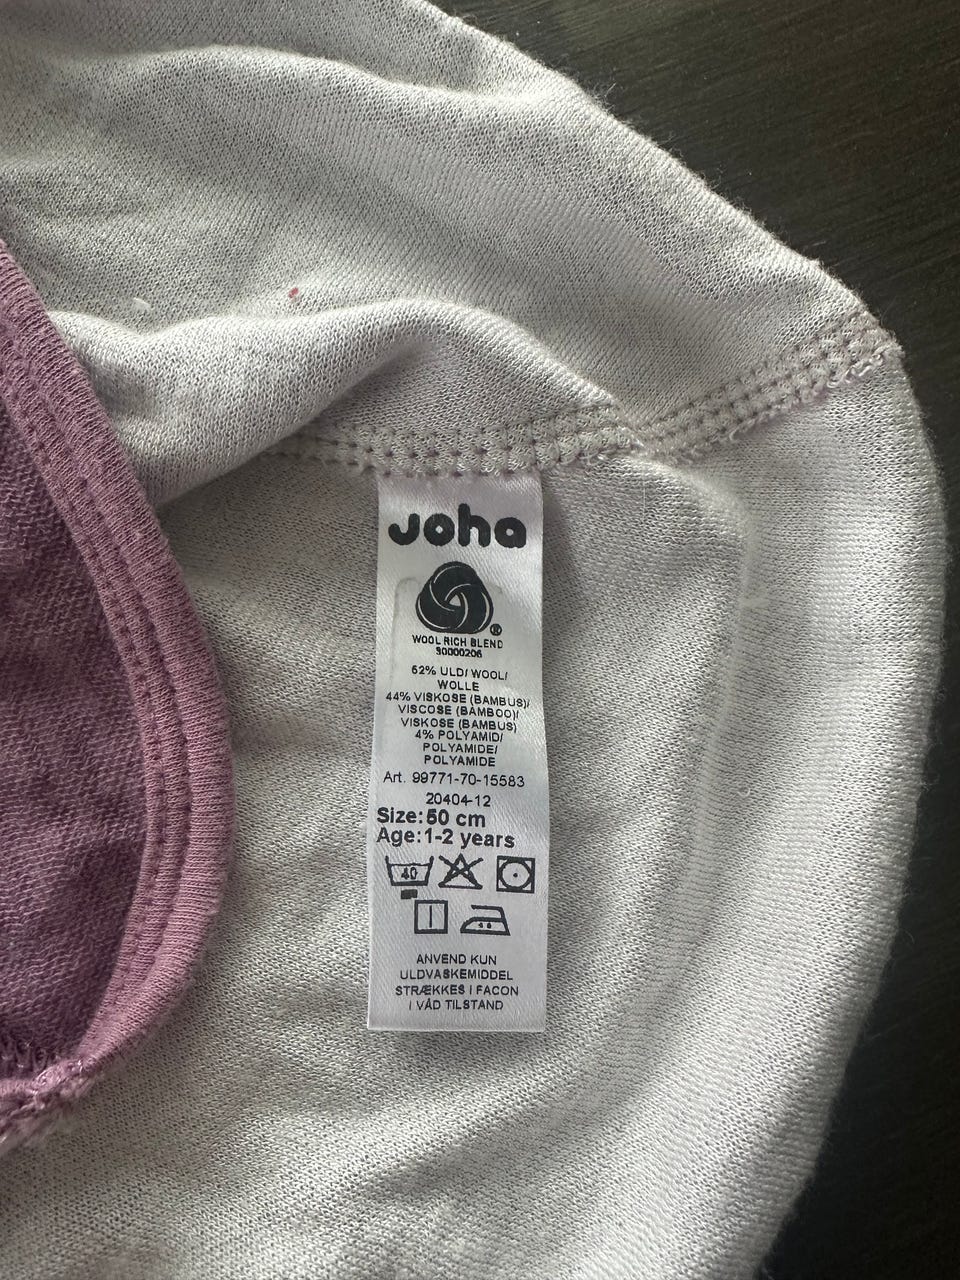 Joha
®
WOOL RICH BLEND
S0000206
52% ULD/ WOOL/
WOLLE
44% VISKOSE (BAMBUS)/
VISCOSE (BAMBOO)/
VISKOSE (BAMBUS)
4% POLYAMID/
POLYAMIDE/
POLYAMIDE
Art. 99771-70-15583
20404-12
Size:50 cm
Age:1-2 years
40
ANVEND KUN
ULDVASKEMIDDEL
STRÆKKES I FACON
I VÅD TILSTAND